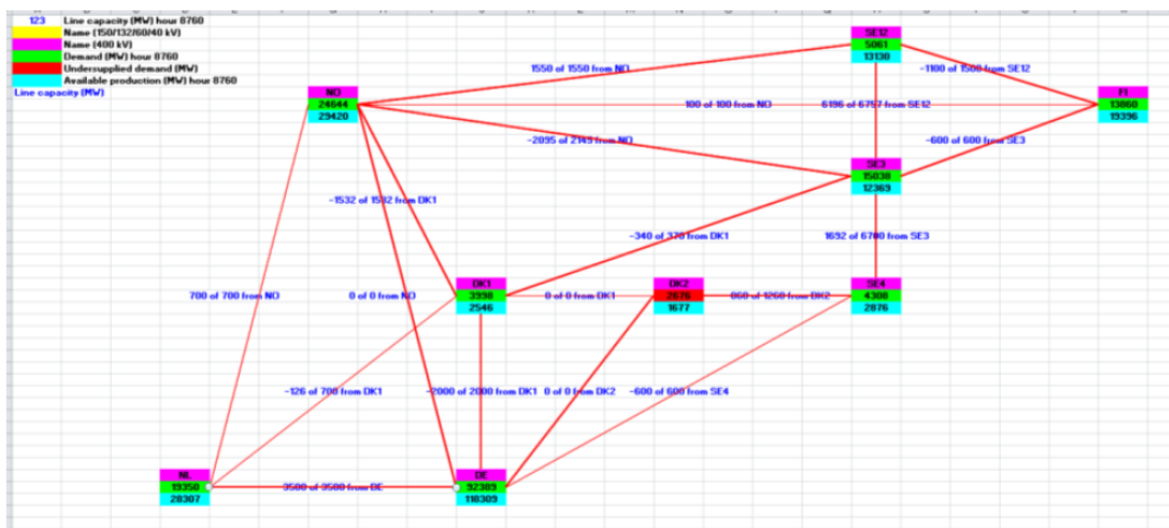 123 Line capacity (MW) hour 8760
Name (150/132/60/40 kV)
Name (400 kV)
Demand (MW) hour 8760
Undersupplied demand (MW)
Available production (MW) hour 8760
Line capacity (MW)
SE12
5061
13130
1550 of 1550 from NO
-1100 of 1500 from SE12
NO
24644
29420
100 of 100 from NO
6196 of 6757 from SE12
FI
13860
19396
-2095 of 2145 from NO
-600 of 600 from SE3
SE3
15038
12369
-1532 of 1532 from DK1
-340 of 370 from DK1
1692 of 6700 from SE3
700 of 700 from NO
0 of 0 from NO
DK1
3998
2546
0 of 0 from DK1
DK2
2676
1677
of 1260 from DK2
SE4
4308
2876
-126 of 700 from DK1
-2000 of 2000 from DK1
0 of 0 from DK2
-600 of 600 from SE4
NL
19350
28307
3500 of 3500 from DE
DE
92389
118309